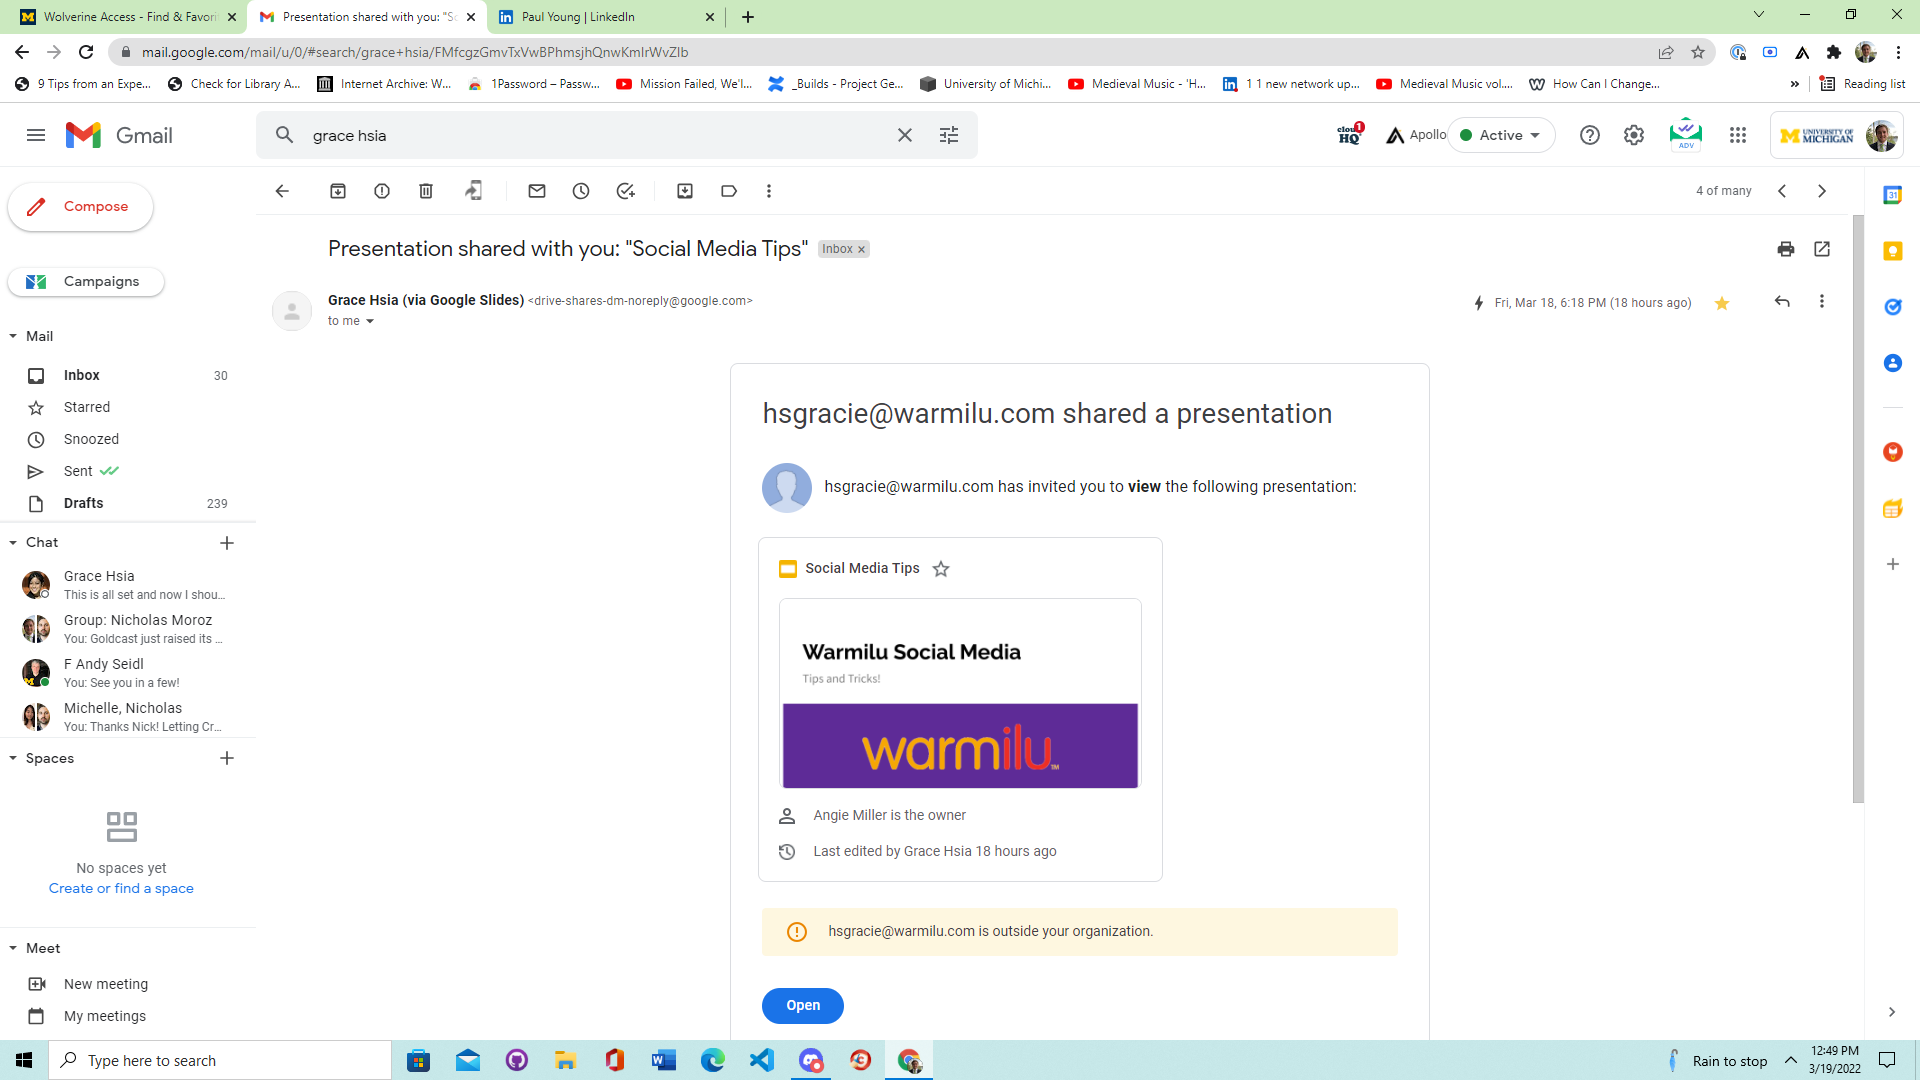 Wolverine Access - Find & Favori
Presentation shared with you: "So
Paul Young | LinkedIn
mail.google.com/mail/u/0/#search/grace+hsia/FMfcgzGmvTxVwBPhmsjhQnwKmlrWvZlb
9 Tips from an Expe...
Check for Library A...
Internet Archive: W...
1Password – Passw...
Mission Failed, We'l...
_Builds - Project Ge...
University of Michi...
Medieval Music - 'H...
1 1 new network up...
Medieval Music vol....
How Can I Change...
»
Reading list
Gmail
grace hsia
cloudHQ
1
Apollo
Active
ADV
UNIVERSITY OF MICHIGAN
Compose
4 of many
31
Campaigns
Presentation shared with you: "Social Media Tips"
Inbox ×
Grace Hsia (via Google Slides) <drive-shares-dm-noreply@google.com>
Fri, Mar 18, 6:18 PM (18 hours ago)
to me
Mail
Inbox 30
Starred
Snoozed
Sent
Drafts 239
Chat
Grace Hsia
This is all set and now I shou...
Group: Nicholas Moroz
You: Goldcast just raised its ...
F Andy Seidl
You: See you in a few!
Michelle, Nicholas
You: Thanks Nick! Letting Cr...
Spaces
No spaces yet
Create or find a space
Meet
New meeting
My meetings
hsgracie@warmilu.com shared a presentation
hsgracie@warmilu.com has invited you to view the following presentation:
Social Media Tips
Warmilu Social Media
Tips and Tricks!
warmilu™
Angie Miller is the owner
Last edited by Grace Hsia 18 hours ago
hsgracie@warmilu.com is outside your organization.
Open
Type here to search
Rain to stop
12:49 PM
3/19/2022